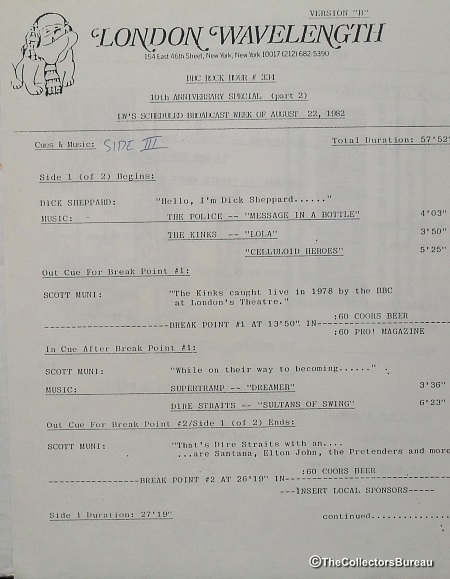 VERSION "B"
LONDON WAVELENGTH
154 East 46th Street, New York, New York 10017 (212) 682-5390
BBC ROCK HOUR # 334
10th ANNIVERSARY SPECIAL (part 2)
LW'S SCHEDULED BROADCAST WEEK OF AUGUST 22, 1982
Cues & Music: SIDE III Total Duration: 57'52"
Side 1 (of 2) Begins:
DICK SHEPPARD: "Hello, I'm Dick Sheppard......"
MUSIC: THE POLICE -- "MESSAGE IN A BOTTLE" 4'03"
THE KINKS -- "LOLA" 3'50"
"CELLULOID HEROES" 5'25"
Out Cue For Break Point #1:
SCOTT MUNI: "The Kinks caught live in 1978 by the BBC
at London's Theatre."
:60 COORS BEER
--------------------BREAK POINT #1 AT 13'50" IN--------------------
:60 PRO! MAGAZINE
In Cue After Break Point #1:
SCOTT MUNI: "While on their way to becoming......"
MUSIC: SUPERTRAMP -- "DREAMER" 3'36"
DIRE STRAITS -- "SULTANS OF SWING" 6'23"
Out Cue For Break Point #2/Side 1 (of 2) Ends:
SCOTT MUNI: "That's Dire Straits with an....
...are Santana, Elton John, the Pretenders and more
:60 COORS BEER
---------------BREAK POINT #2 AT 26'19" IN--------------------
---INSERT LOCAL SPONSORS-----
Side 1 Duration: 27'19" continued...............
©TheCollectorsBureau